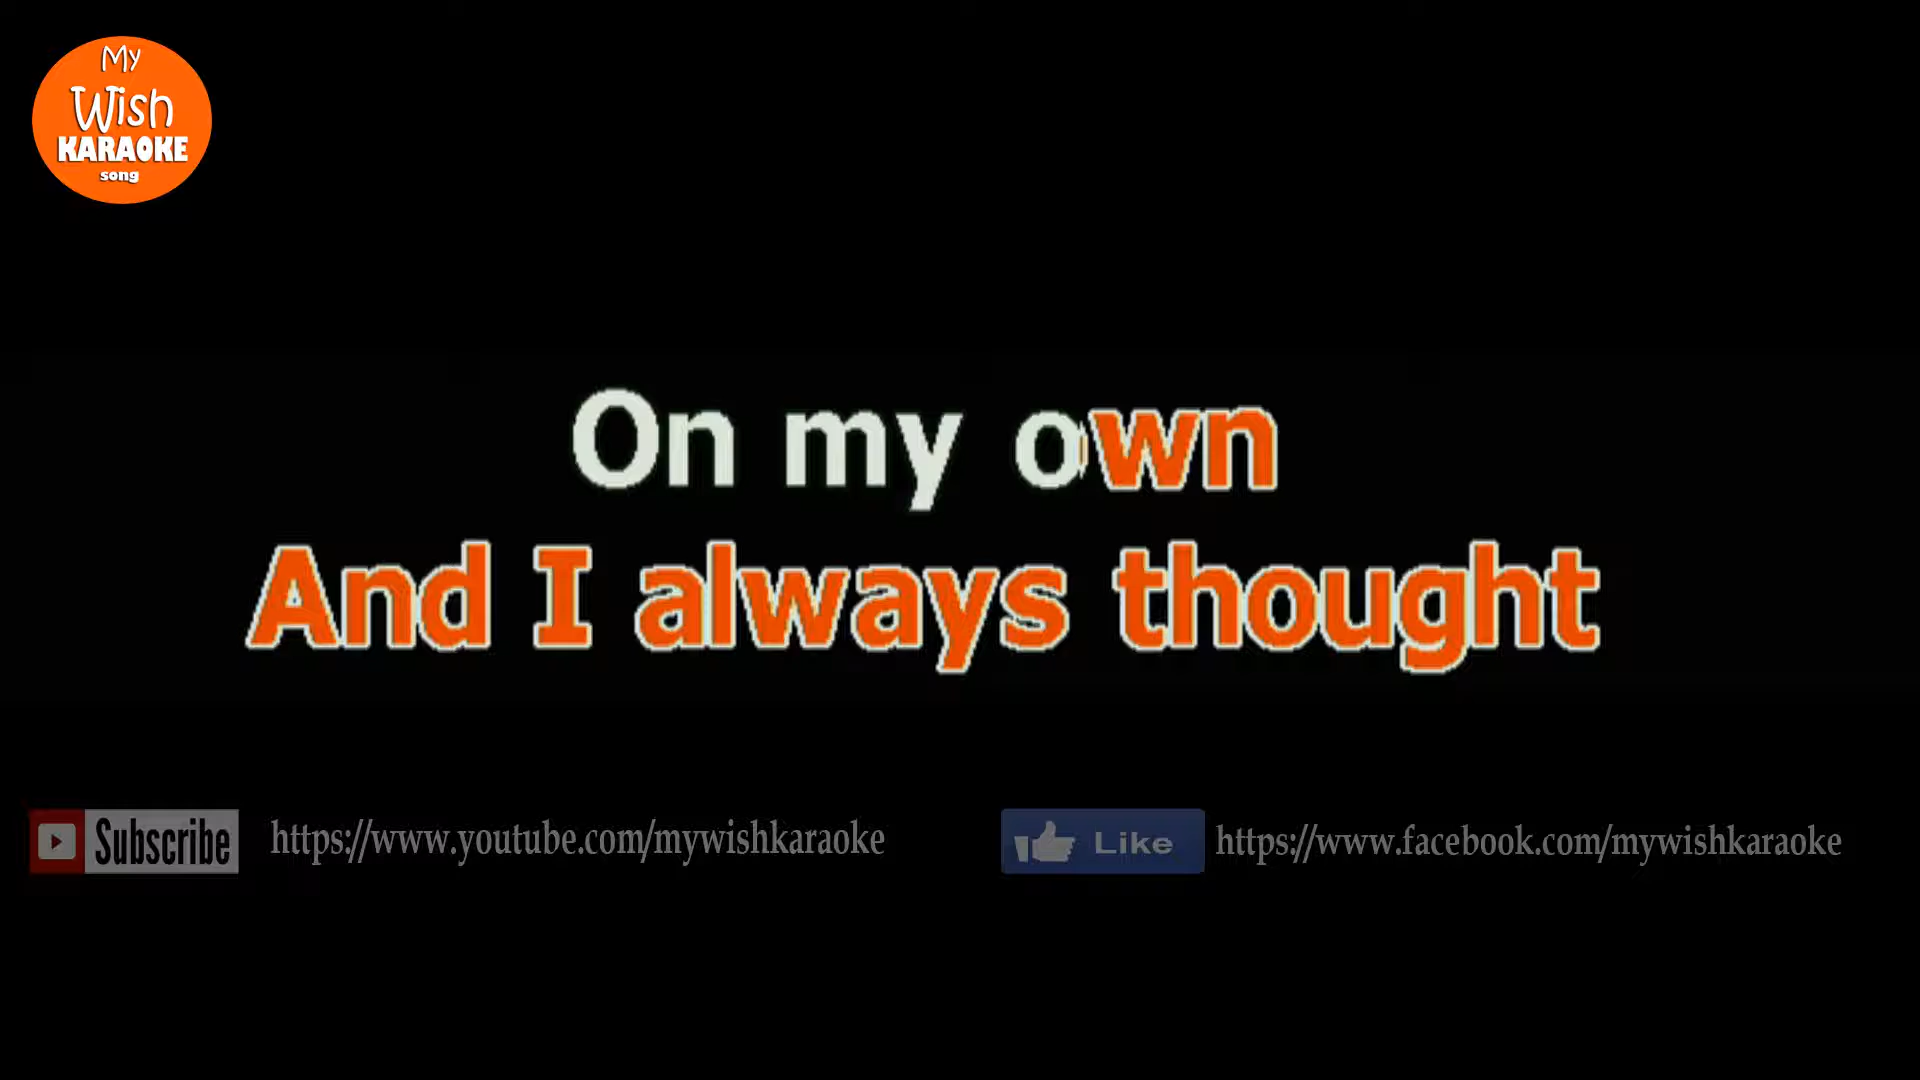 My
Wish
KARAOKE
song
On my own
And I always thought
Subscribe https://www.youtube.com/mywishkaraoke
Like https://www.facebook.com/mywishkaraoke